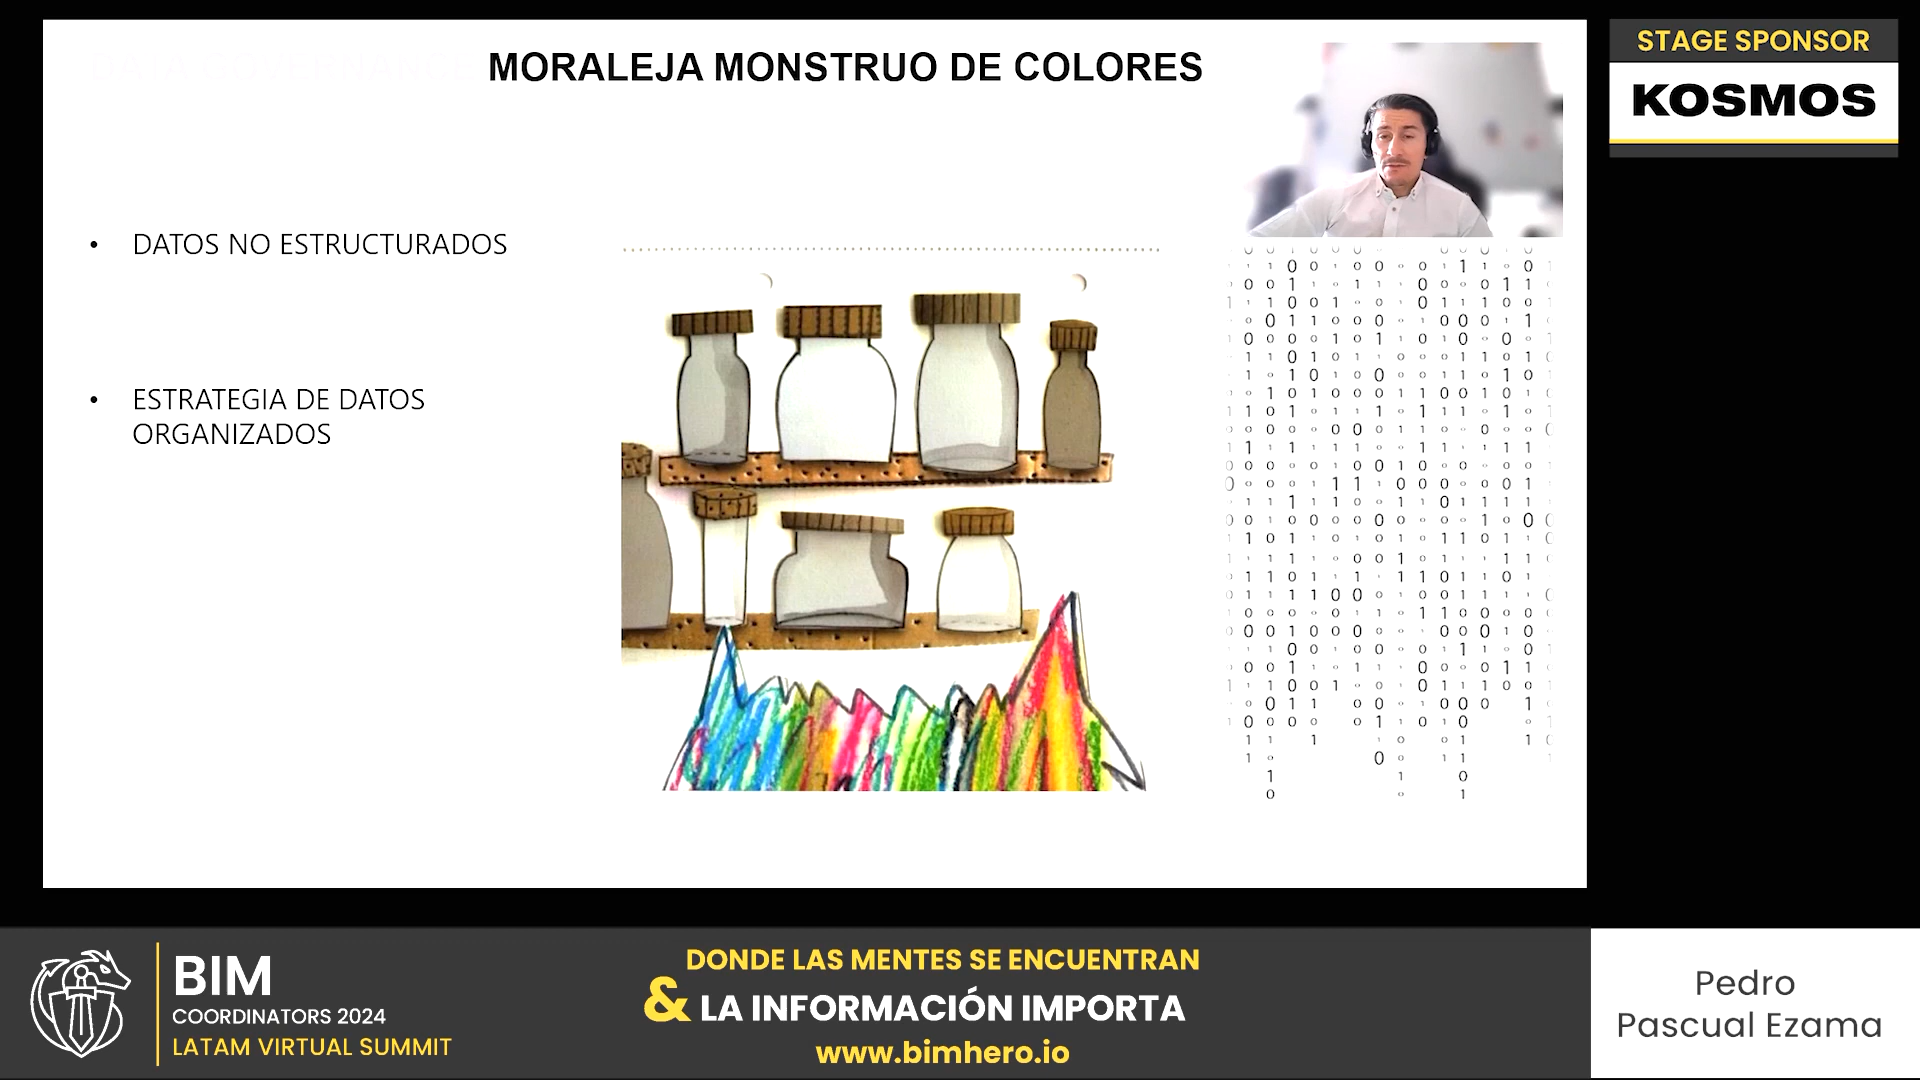 DATA GOVERNANCE
MORALEJA MONSTRUO DE COLORES
• DATOS NO ESTRUCTURADOS
• ESTRATEGIA DE DATOS
ORGANIZADOS
STAGE SPONSOR
KOSMOS
BIM
COORDINATORS 2024
LATAM VIRTUAL SUMMIT
DONDE LAS MENTES SE ENCUENTRAN
& LA INFORMACIÓN IMPORTA
www.bimhero.io
Pedro
Pascual Ezama